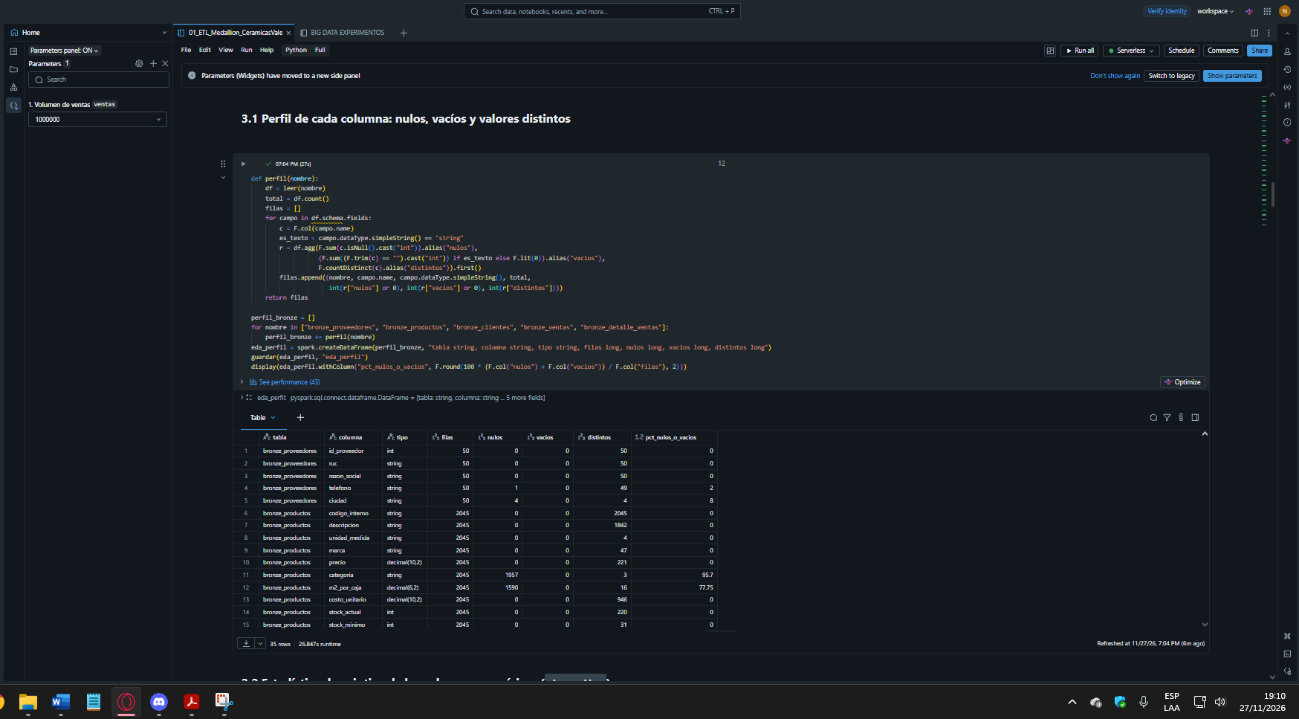 Search data, notebooks, recents, and more...
CTRL + P
Verify Identity
workspace
N
Home
01_ETL_Medallion_CeramicasVale
BIG DATA EXPERIMENTOS
Parameters panel: ON
File Edit View Run Help Python Full
Run all
Serverless
Schedule
Comments
Share
Parameters 1
Parameters (Widgets) have moved to a new side panel
Don't show again
Switch to legacy
Show parameters
Search
1. Volumen de ventas ventas
1000000
3.1 Perfil de cada columna: nulos, vacíos y valores distintos
07:04 PM (27s)
12
def perfil(nombre):
df = leer(nombre)
total = df.count()
filas = []
for campo in df.schema.fields:
c = F.col(campo.name)
es_texto = campo.dataType.simpleString() == "string"
r = df.agg(F.sum(c.isNull().cast("int")).alias("nulos"),
(F.sum((F.trim(c) == "").cast("int")) if es_texto else F.lit(0)).alias("vacios"),
F.countDistinct(c).alias("distintos")).first()
filas.append((nombre, campo.name, campo.dataType.simpleString(), total,
int(r["nulos"] or 0), int(r["vacios"] or 0), int(r["distintos"])))
return filas
perfil_bronze = []
for nombre in ["bronze_proveedores", "bronze_productos", "bronze_clientes", "bronze_ventas", "bronze_detalle_ventas"]:
perfil_bronze += perfil(nombre)
eda_perfil = spark.createDataFrame(perfil_bronze, "tabla string, columna string, tipo string, filas long, nulos long, vacios long, distintos long")
guardar(eda_perfil, "eda_perfil")
display(eda_perfil.withColumn("pct_nulos_o_vacios", F.round(100 * (F.col("nulos") + F.col("vacios")) / F.col("filas"), 2)))
See performance (43)
Optimize
eda_perfil: pyspark.sql.connect.dataframe.DataFrame = [tabla: string, columna: string ... 5 more fields]
Table
tabla columna tipo filas nulos vacios distintos 1.2 pct_nulos_o_vacios
1 bronze_proveedores id_proveedor int 50 0 0 50 0
2 bronze_proveedores ruc string 50 0 0 50 0
3 bronze_proveedores razon_social string 50 0 0 50 0
4 bronze_proveedores telefono string 50 1 0 49 2
5 bronze_proveedores ciudad string 50 4 0 4 8
6 bronze_productos codigo_interno string 2045 0 0 2045 0
7 bronze_productos descripcion string 2045 0 0 1842 0
8 bronze_productos unidad_medida string 2045 0 0 4 0
9 bronze_productos marca string 2045 0 0 47 0
10 bronze_productos precio decimal(10,2) 2045 0 0 221 0
11 bronze_productos categoria string 2045 1957 0 3 95.7
12 bronze_productos m2_por_caja decimal(6,2) 2045 1590 0 16 77.75
13 bronze_productos costo_unitario decimal(10,2) 2045 0 0 946 0
14 bronze_productos stock_actual int 2045 0 0 220 0
15 bronze_productos stock_minimo int 2045 0 0 31 0
35 rows
26.847s runtime
Refreshed at 11/27/26, 7:04 PM (6m ago)
ESP
LAA
19:10
27/11/2026